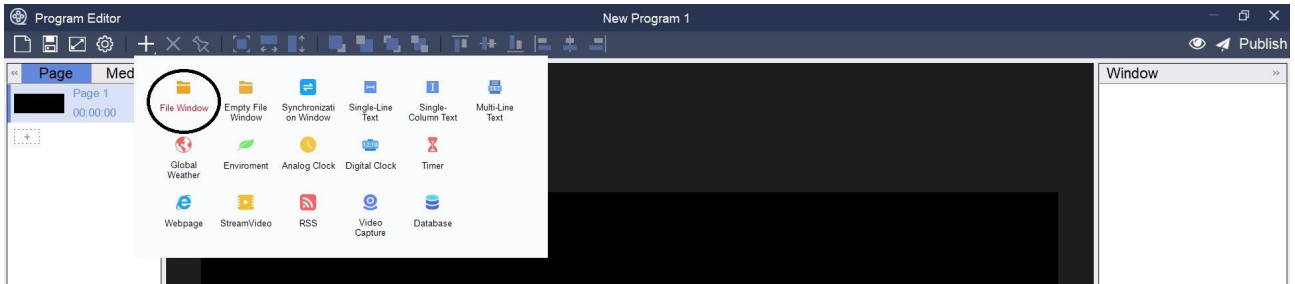 Program Editor
New Program 1
Publish
Page
Med
Window
Page 1
00:00:00
File Window
Empty File
Window
Synchronizati
on Window
Single-Line
Text
Single-
Column Text
Multi-Line
Text
Global
Weather
Enviroment
Analog Clock
12:10
Digital Clock
Timer
Webpage
StreamVideo
RSS
Video
Capture
Database